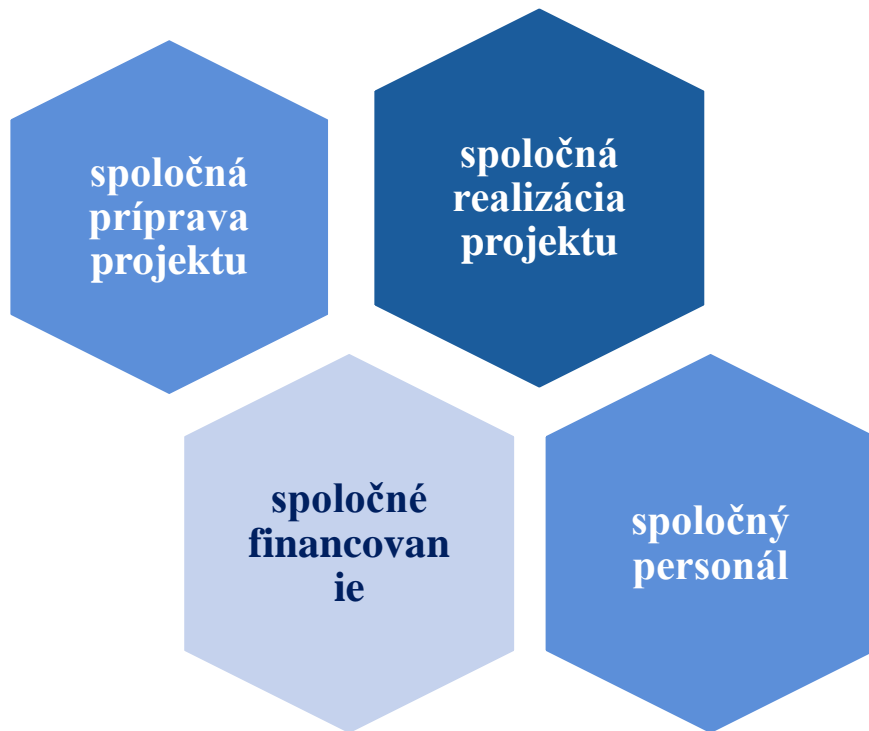 spoločná
príprava
projektu
spoločná
realizácia
projektu
spoločné
financovan
ie
spoločný
personál